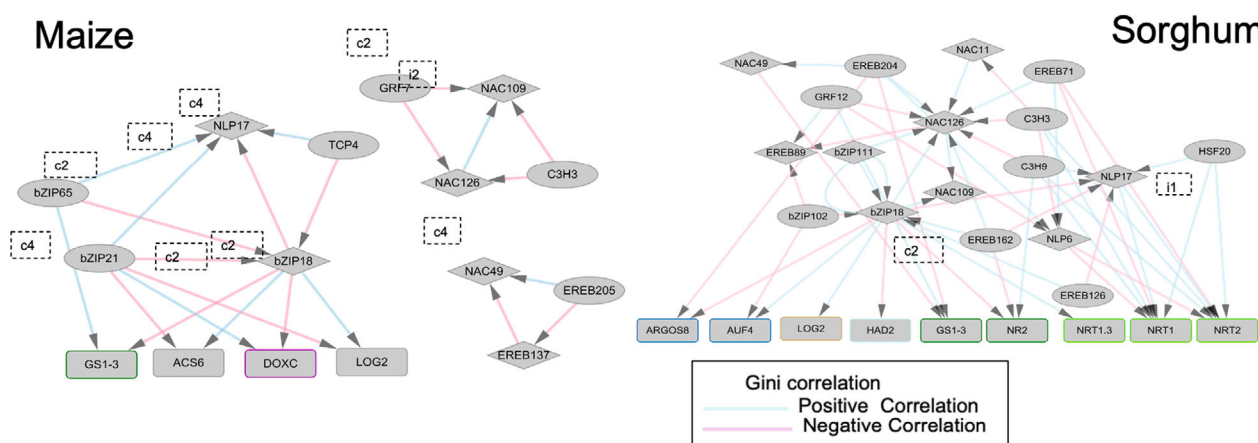 Maize
Sorghum
c2
i2
GRF7
NAC109
c4
c4
NLP17
TCP4
c2
bZIP65
NAC126
C3H3
c4
bZIP21
c2
c2
bZIP18
c4
NAC49
EREB205
EREB137
GS1-3
ACS6
DOXC
LOG2
NAC11
NAC49
EREB204
EREB71
GRF12
NAC126
C3H3
EREB89
bZIP111
HSF20
C3H9
NLP17
i1
NAC109
bZIP102
bZIP18
EREB162
NLP6
c2
EREB126
ARGOS8
AUF4
LOG2
HAD2
GS1-3
NR2
NRT1.3
NRT1
NRT2
Gini correlation
Positive Correlation
Negative Correlation